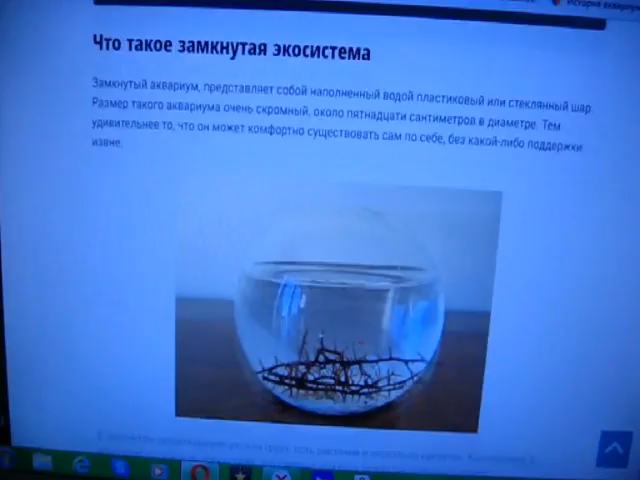 История
Что такое замкнутая экосистема
Замкнутый аквариум, представляет собой наполненный водой пластиковый или стеклянный шар.
Размер такого аквариума очень скромный, около пятнадцати сантиметров в диаметре. Тем
удивительнее то, что он может комфортно существовать сам по себе, без какой-либо поддержки
извне.